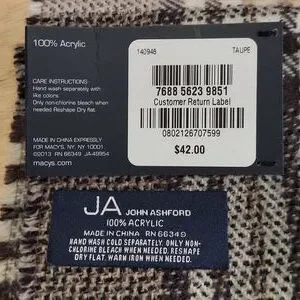 100% Acrylic
CARE INSTRUCTIONS:
Hand wash separately with
like colors.
Only non-chlorine bleach when
needed Reshape Dry flat.
MADE IN CHINA EXPRESSLY
FOR MACYS, NY, NY 10001
©2013 RN 66349 JA-48954
macys.com
140946 TAUPE
7688 5623 9851
Customer Return Label
0802126707599
$42.00
JA JOHN ASHFORD
100% ACRYLIC
MADE IN CHINA RN 66349
HAND WASH COLD SEPARATELY. ONLY NON-
CHLORINE BLEACH WHEN NEEDED. RESHAPE
DRY FLAT. WARM IRON WHEN NEEDED.